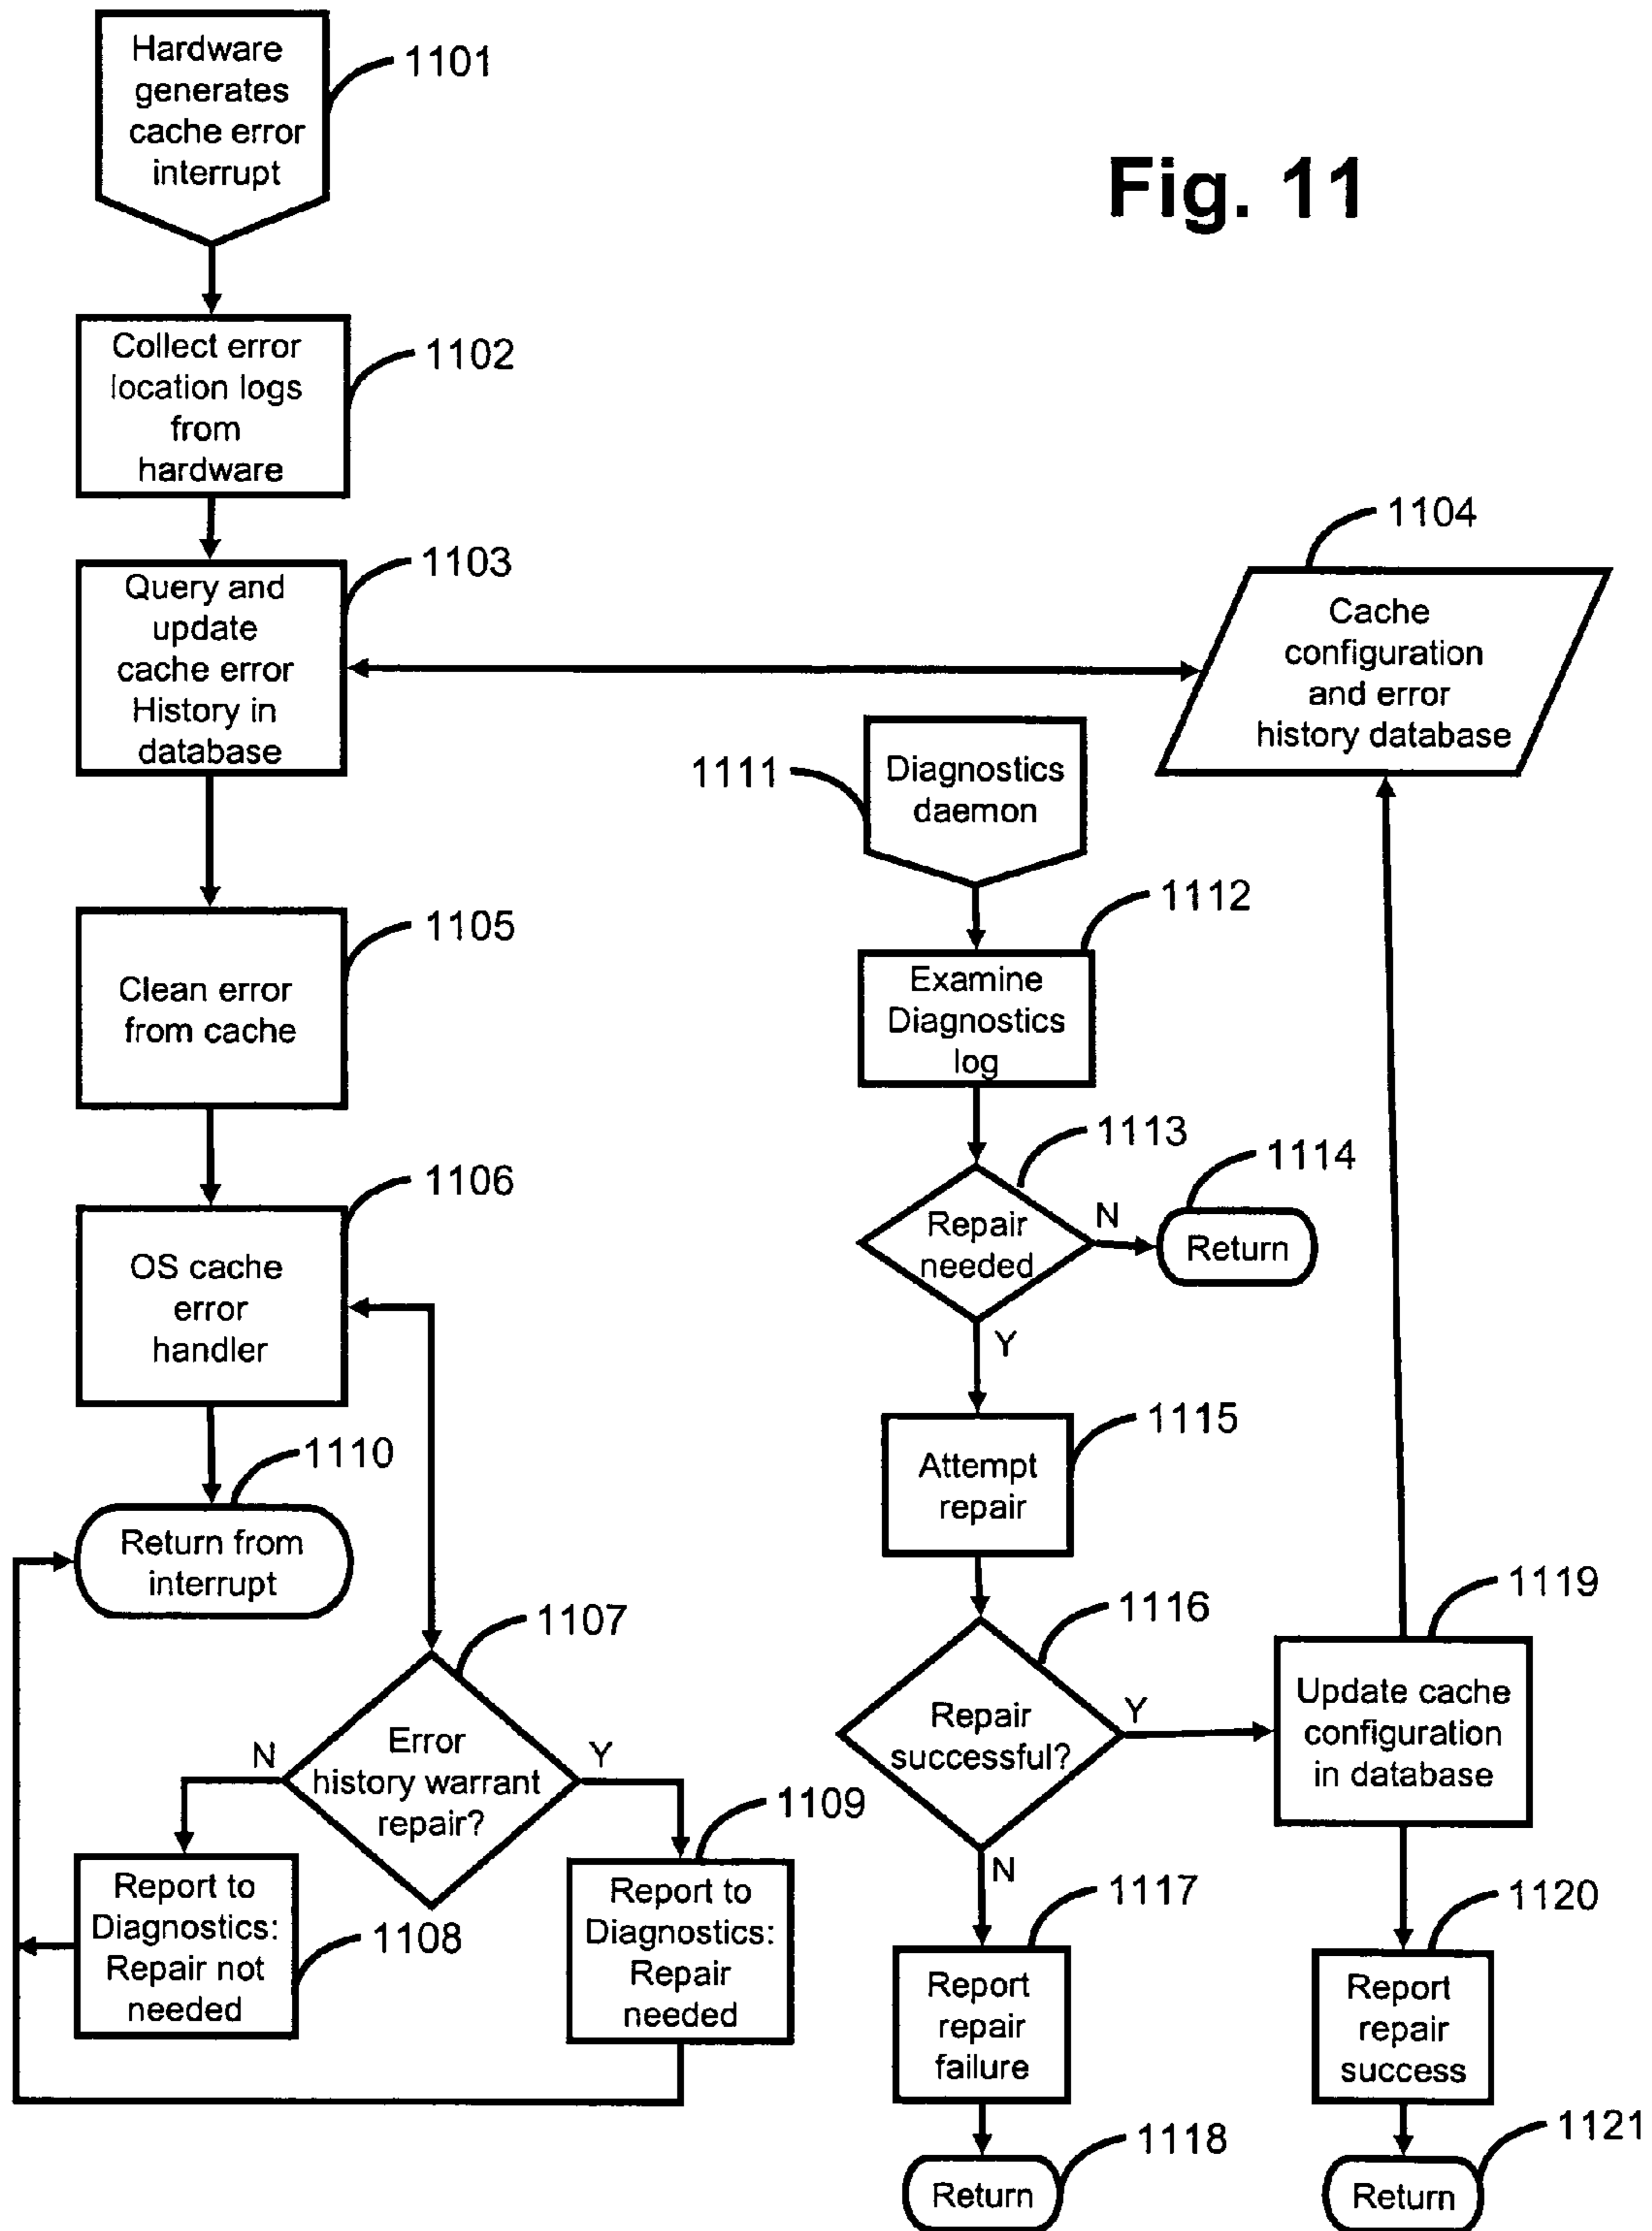 Fig. 11
Hardware
generates
cache error
interrupt
1101
Collect error
location logs
from
hardware
1102
Query and
update
cache error
History in
database
1103
Cache
configuration
and error
history database
1104
Clean error
from cache
1105
OS cache
error
handler
1106
Return from
interrupt
1110
Error
history warrant
repair?
1107
N
Y
Report to
Diagnostics:
Repair not
needed
1108
Report to
Diagnostics:
Repair
needed
1109
Diagnostics
daemon
1111
Examine
Diagnostics
log
1112
Repair
needed
1113
N
Return
1114
Y
Attempt
repair
1115
Repair
successful?
1116
Y
N
Report
repair
failure
1117
Return
1118
Update cache
configuration
in database
1119
Report
repair
success
1120
Return
1121